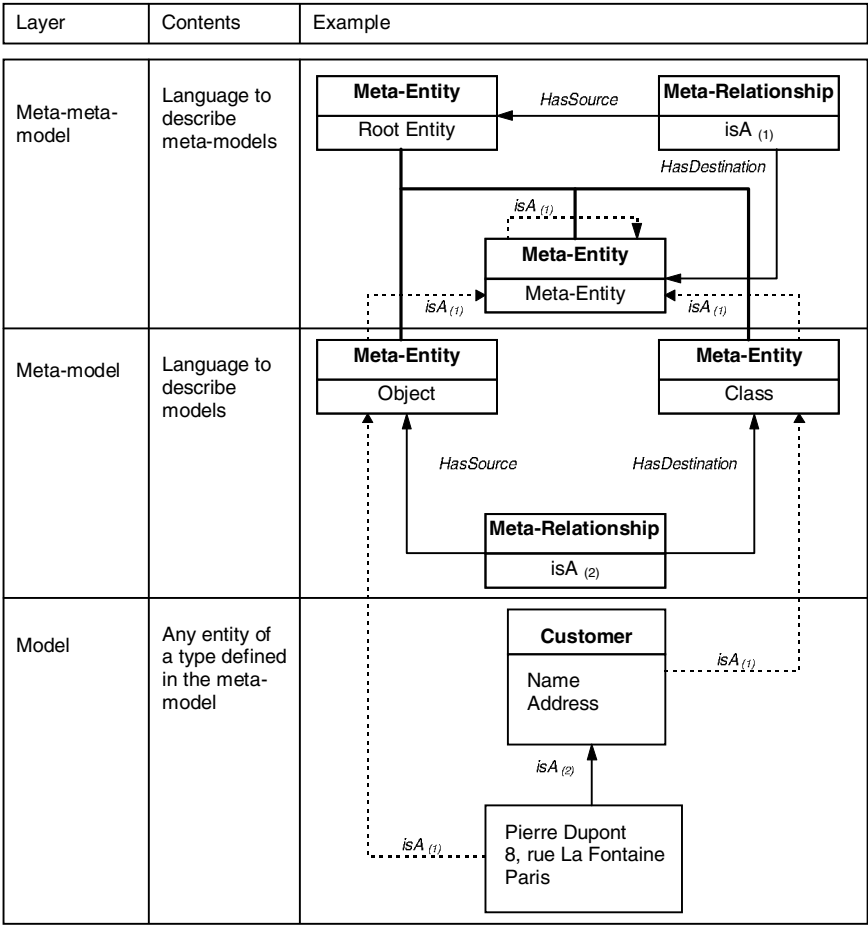 Layer
Contents
Example
Meta-meta-
model
Language to
describe
meta-models
Meta-Entity
Root Entity
HasSource
Meta-Relationship
isA (1)
HasDestination
isA (1)
Meta-Entity
Meta-Entity
isA (1)
isA (1)
Meta-model
Language to
describe
models
Meta-Entity
Object
Meta-Entity
Class
HasSource
HasDestination
Meta-Relationship
isA (2)
Model
Any entity of
a type defined
in the meta-
model
Customer
Name
Address
isA (1)
isA (2)
isA (1)
Pierre Dupont
8, rue La Fontaine
Paris